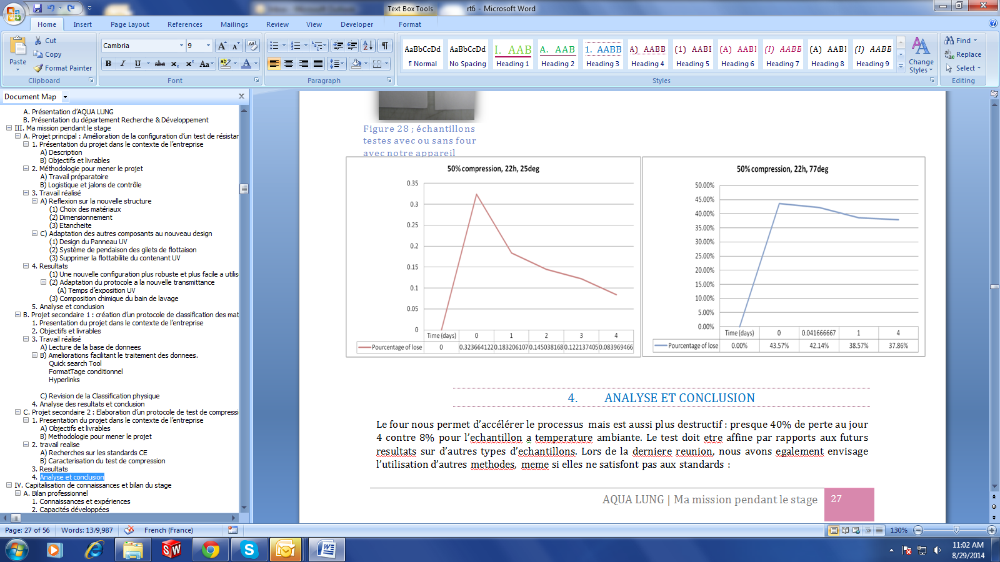 Text Box Tools
rt6 - Microsoft Word
Home Insert Page Layout References Mailings Review View Developer Format
Paste
Cut
Copy
Format Painter
Clipboard
Cambria 9
B I U abc x₂ x² Aa
Font
Paragraph
AaBbCcDd AaBbCcDd I. AAB A. AAB 1. AABB A) AABB (1) AABE (A) AABI (I) AABB (A) AABI (I) AABB
¶ Normal No Spacing Heading 1 Heading 2 Heading 3 Heading 4 Heading 5 Heading 6 Heading 7 Heading 8 Heading 9
Change Styles
Styles
Find
Replace
Select
Editing
Document Map
A. Présentation d'AQUA LUNG
B. Présentation du département Recherche & Développement
III. Ma mission pendant le stage
A. Projet principal : Amélioration de la configuration d'un test de résistar
1. Présentation du projet dans le contexte de l'entreprise
A) Description
B) Objectifs et livrables
2. Méthodologie pour mener le projet
A) Travail préparatoire
B) Logistique et jalons de contrôle
3. Travail réalisé
A) Reflexion sur la nouvelle structure
(1) Choix des matériaux
(2) Dimensionnement
(3) Etancheite
C) Adaptation des autres composants au nouveau design
(1) Design du Panneau UV
(2) Système de pendaison des gilets de flottaison
(3) Supprimer la flottabilite du contenant UV
4. Resultats
(1) Une nouvelle configuration plus robuste et plus facile a utilis
(2) Adaptation du protocole a la nouvelle transmittance
(A) Temps d'exposition UV
(3) Composition chimique du bain de lavage
5. Analyse et conclusion
B. Projet secondaire 1 : création d'un protocole de classification des mat
1. Presentation du projet dans le contexte de l'entreprise
2. Objectifs et livrables
3. Travail réalisé
A) Lecture de la base de donnees
B) Ameliorations facilitant le traitement des donnees.
Quick search Tool
FormatTage conditionnel
Hyperlinks
C) Revision de la Classification physique
4. Analyse des resultats et conclusion
C. Projet secondaire 2 : Elaboration d'un protocole de test de compressi
1. Presentation du projet dans le contexte de l'entreprise
A) Objectifs et livrables
B) Methodologie pour mener le projet
2. travail realise
A) Recherches sur les standards CE
B) Caracterisation du test de compression
3. Resultats
4. Analyse et conclusion
IV. Capitalisation de connaissances et bilan du stage
A. Bilan professionnel
1. Connaissances et expériences
2. Capacités développées
Figure 28 ; échantillons
testes avec ou sans four
avec notre appareil
50% compression, 22h, 25deg
0.35
0.3
0.25
0.2
0.15
0.1
0.05
0
Time (days) 0 1 2 3 4
Pourcentage of lose 0 0.323664122 0.183206107 0.145038168 0.122137405 0.083969466
50% compression, 22h, 77deg
50.00%
45.00%
40.00%
35.00%
30.00%
25.00%
20.00%
15.00%
10.00%
5.00%
0.00%
Time (days) 0 0.041666667 1 4
Pourcentage of lose 0.00% 43.57% 42.14% 38.57% 37.86%
4. ANALYSE ET CONCLUSION
Le four nous permet d'accélérer le processus mais est aussi plus destructif : presque 40% de perte au jour
4 contre 8% pour l'echantillon a temperature ambiante. Le test doit etre affine par rapports aux futurs
resultats sur d'autres types d'echantillons. Lors de la derniere reunion, nous avons egalement envisage
l'utilisation d'autres methodes, meme si elles ne satisfont pas aux standards :
AQUA LUNG | Ma mission pendant le stage 27
Page: 27 of 56 Words: 13/9,987 French (France) 130%
11:02 AM
8/29/2014